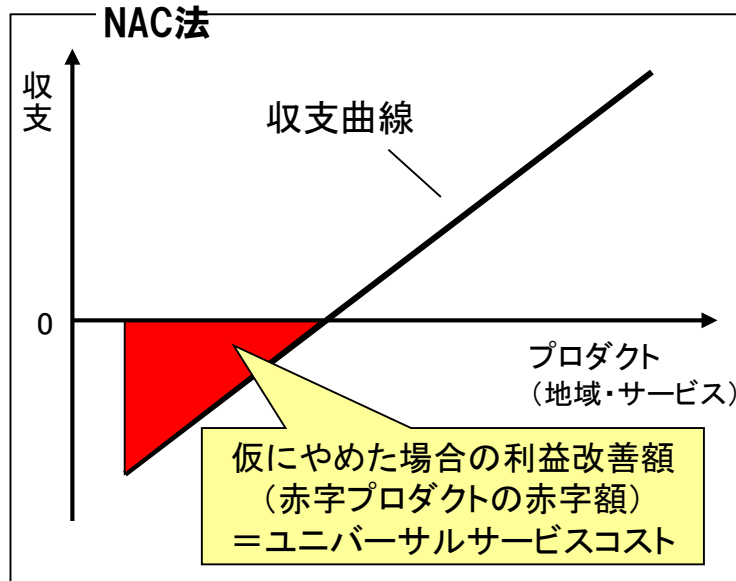 NAC法
収支
収支曲線
0
プロダクト
（地域・サービス）
仮にやめた場合の利益改善額
（赤字プロダクトの赤字額）
＝ユニバーサルサービスコスト